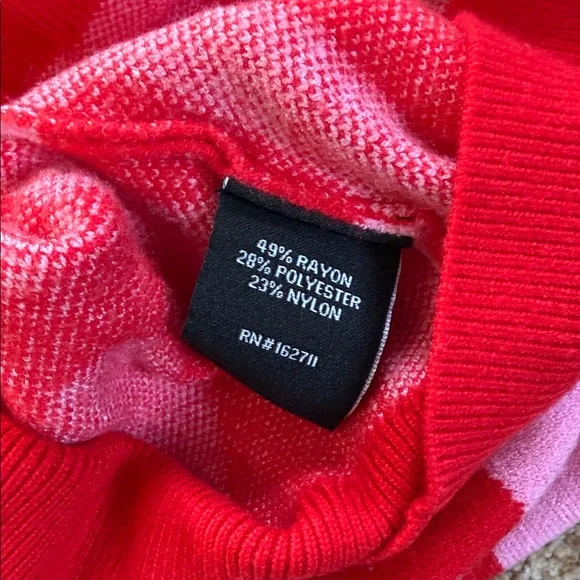 49% RAYON
28% POLYESTER
23% NYLON
RN#162711